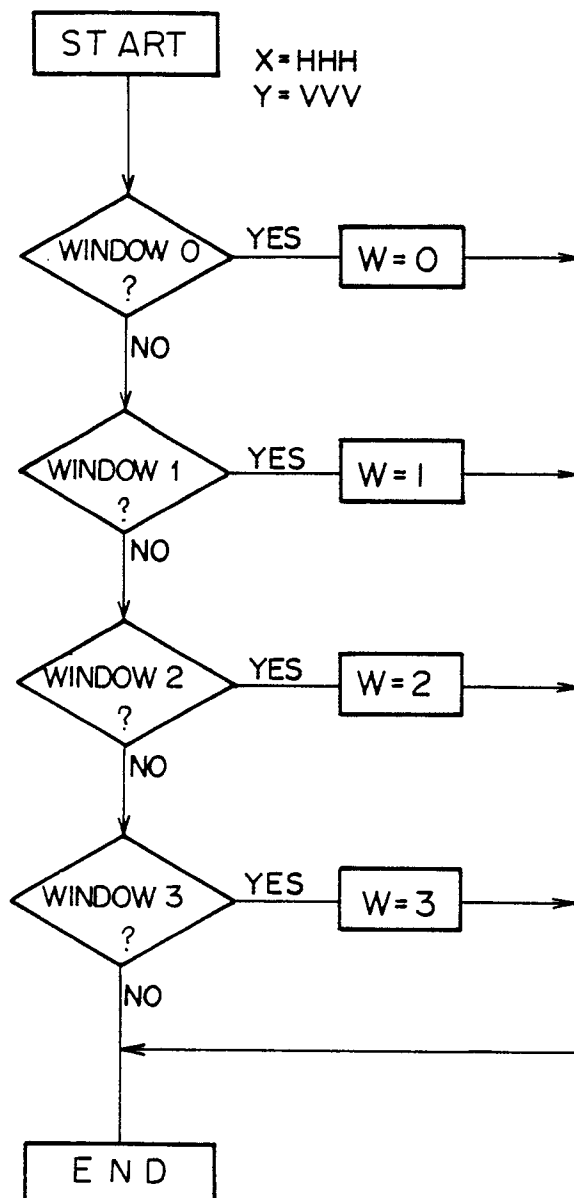 START
X=HHH
Y=VVV
WINDOW 0
?
YES
W=0
NO
WINDOW 1
?
YES
W=1
NO
WINDOW 2
?
YES
W=2
NO
WINDOW 3
?
YES
W=3
NO
END